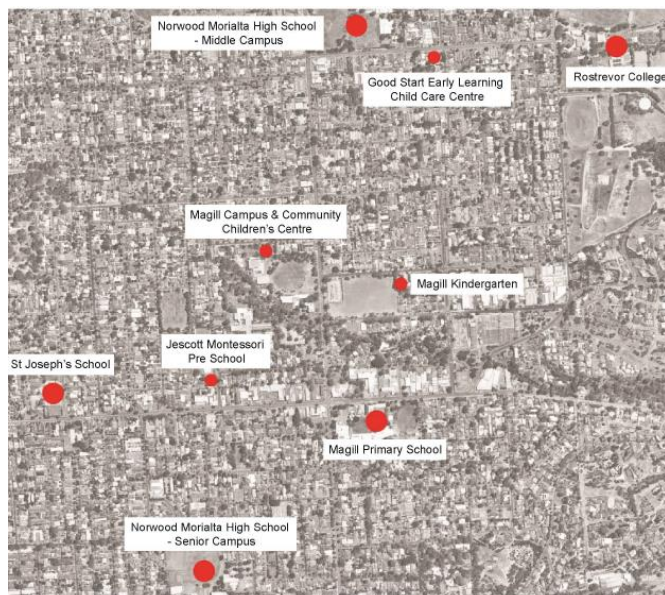 Norwood Morialta High School
- Middle Campus
Good Start Early Learning
Child Care Centre
Rostrevor College
Magill Campus & Community
Children's Centre
Magill Kindergarten
Jescott Montessori
Pre School
St Joseph's School
Magill Primary School
Norwood Morialta High School
- Senior Campus